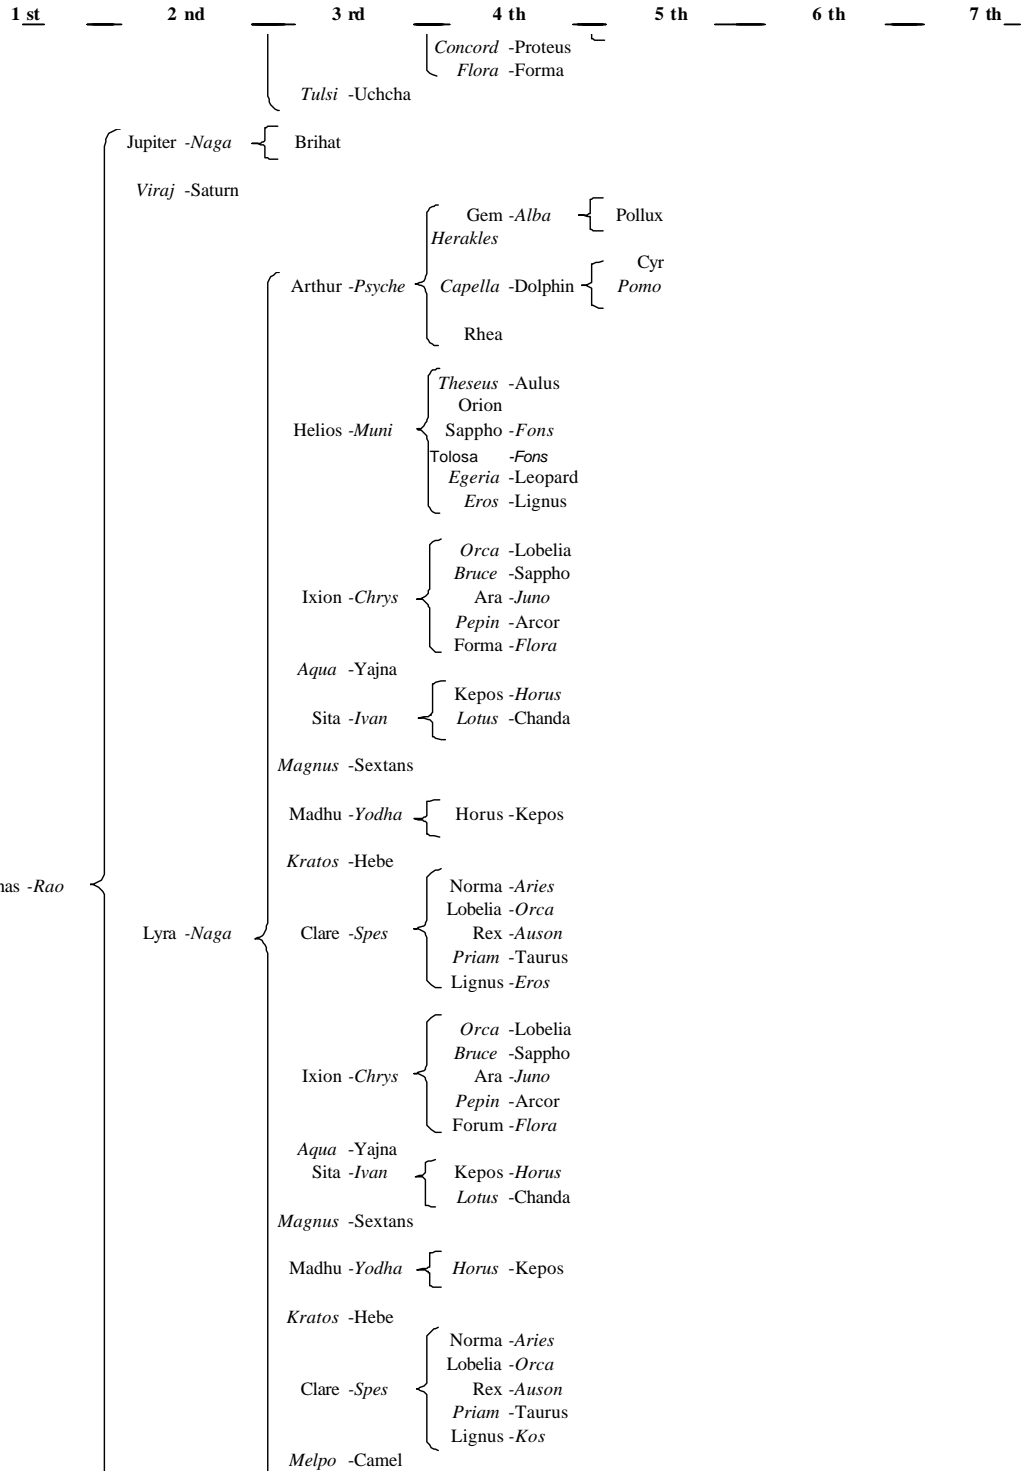 1 st 2 nd 3 rd 4 th 5 th 6 th 7 th
Concord -Proteus
Flora -Forma
Tulsi -Uchcha
Jupiter -Naga Brihat
Viraj -Saturn
Gem -Alba Pollux
Herakles
Cyr
Arthur -Psyche Capella -Dolphin Pomo
Rhea
Theseus -Aulus
Orion
Helios -Muni Sappho -Fons
Tolosa -Fons
Egeria -Leopard
Eros -Lignus
Orca -Lobelia
Bruce -Sappho
Ixion -Chrys Ara -Juno
Pepin -Arcor
Forma -Flora
Aqua -Yajna
Kepos -Horus
Sita -Ivan Lotus -Chanda
Magnus -Sextans
Madhu -Yodha Horus -Kepos
Kratos -Hebe
nas -Rao Norma -Aries
Lobelia -Orca
Lyra -Naga Clare -Spes Rex -Auson
Priam -Taurus
Lignus -Eros
Orca -Lobelia
Bruce -Sappho
Ixion -Chrys Ara -Juno
Pepin -Arcor
Forum -Flora
Aqua -Yajna
Sita -Ivan Kepos -Horus
Lotus -Chanda
Magnus -Sextans
Madhu -Yodha Horus -Kepos
Kratos -Hebe
Norma -Aries
Lobelia -Orca
Clare -Spes Rex -Auson
Priam -Taurus
Lignus -Kos
Melpo -Camel